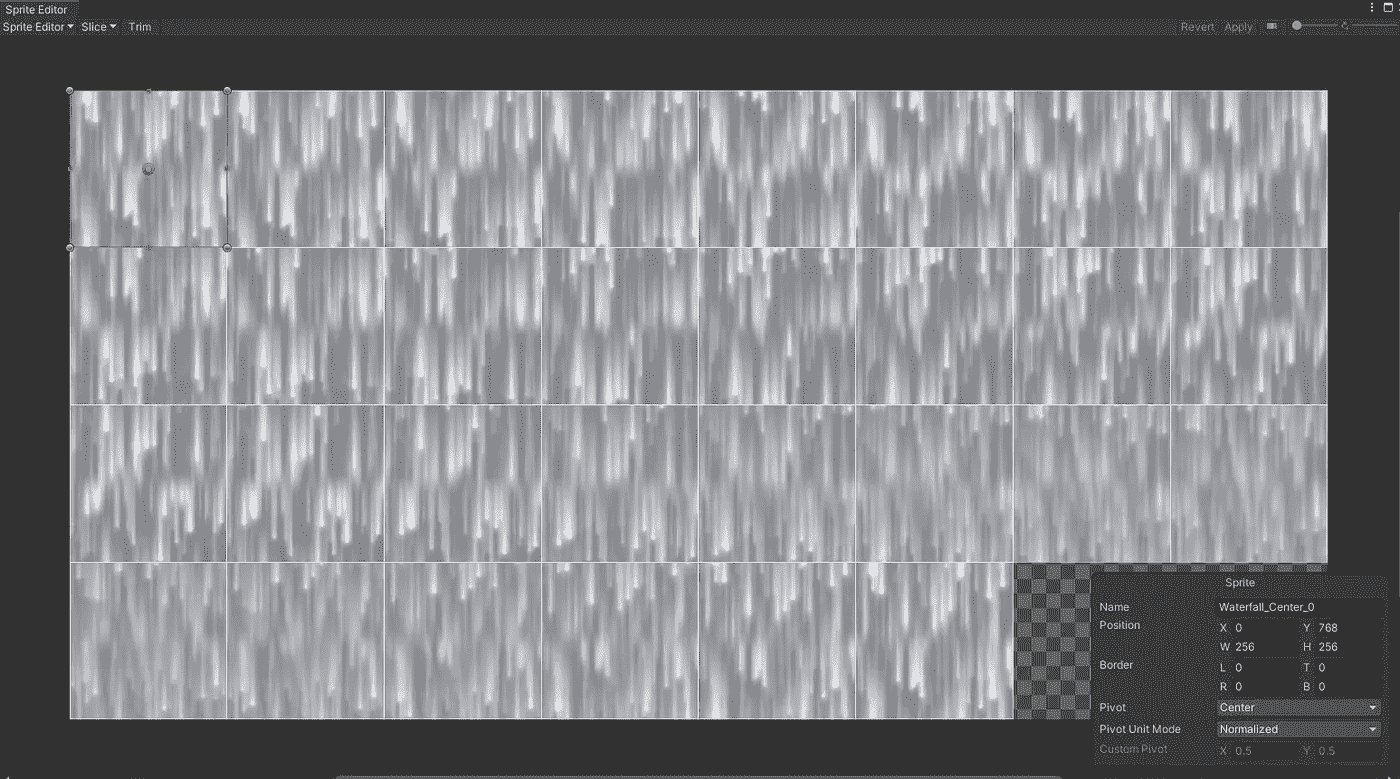 Sprite Editor
Sprite Editor Slice Trim Revert Apply
Sprite
Name Waterfall_Center_0
Position X 0 Y 768
W 256 H 256
Border L 0 T 0
R 0 B 0
Pivot Center
Pivot Unit Mode Normalized
Custom Pivot X 0.5 Y 0.5